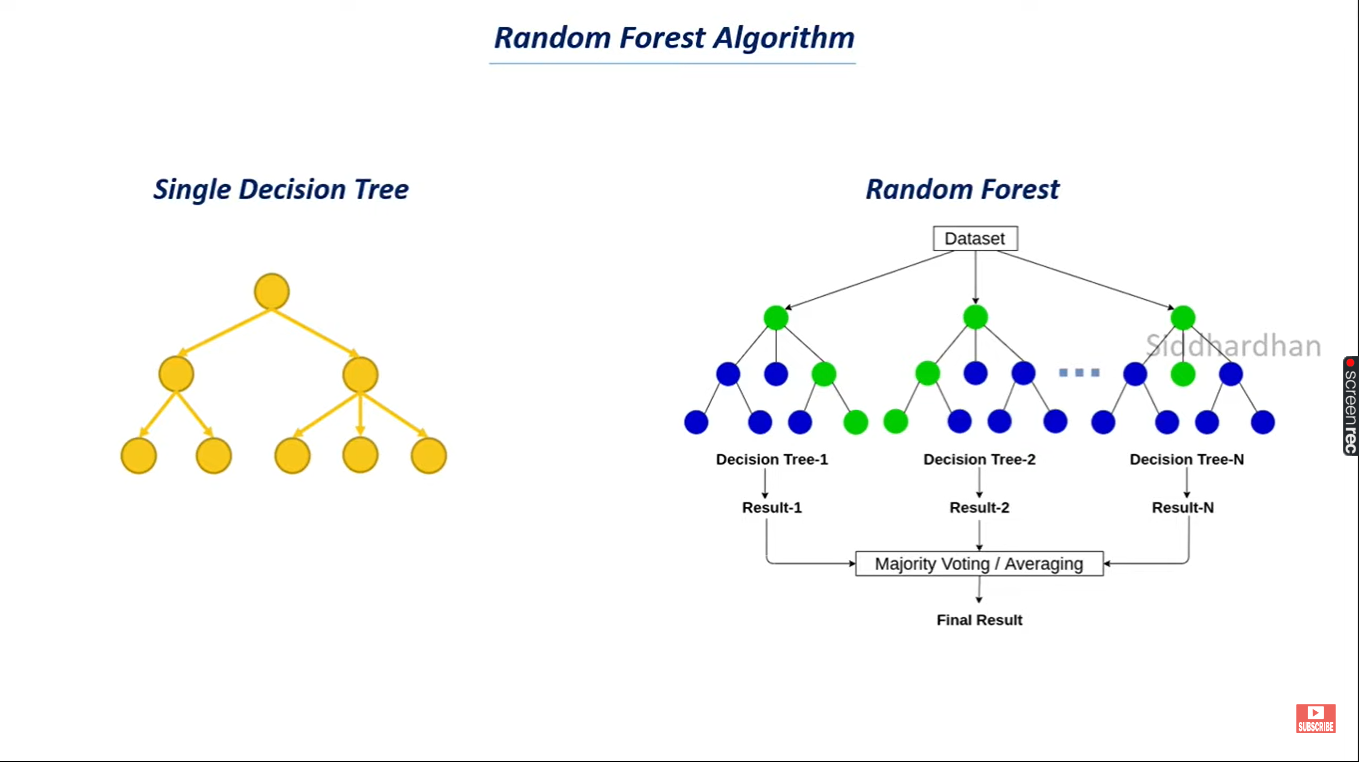 Random Forest Algorithm
Single Decision Tree
Random Forest
Dataset
Siddhardhan
Decision Tree-1
Decision Tree-2
Decision Tree-N
Result-1
Result-2
Result-N
Majority Voting / Averaging
Final Result
screenrec
SUBSCRIBE